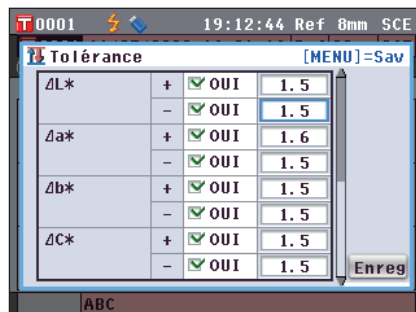 T0001 19:12:44 Ref 8mm SCE
Tolérance [MENU]=Sav
ΔL* + OUI 1.5
- OUI 1.5
Δa* + OUI 1.6
- OUI 1.5
Δb* + OUI 1.5
- OUI 1.5
ΔC* + OUI 1.5
- OUI 1.5
Enreg
ABC